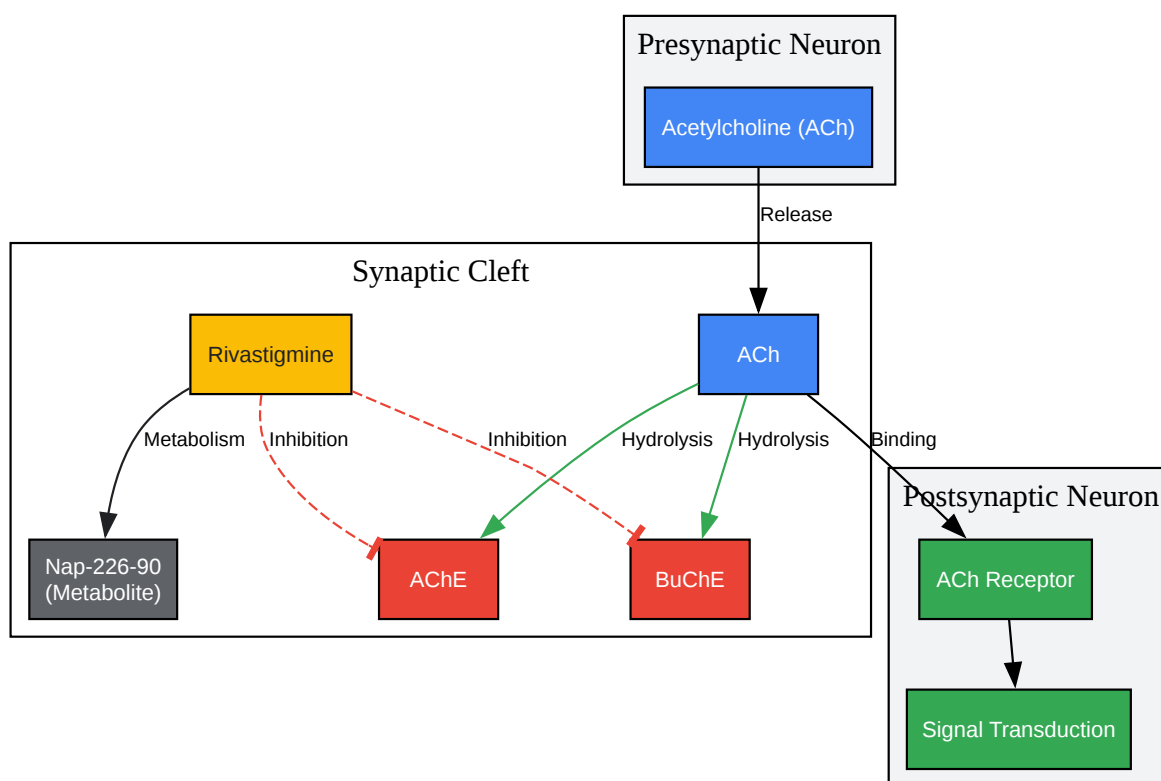 Presynaptic Neuron
Acetylcholine (ACh)
Release
Synaptic Cleft
Rivastigmine
ACh
Metabolism
Inhibition
Inhibition
Hydrolysis
Hydrolysis
Binding
Postsynaptic Neuron
Nap-226-90
(Metabolite)
AChE
BuChE
ACh Receptor
Signal Transduction